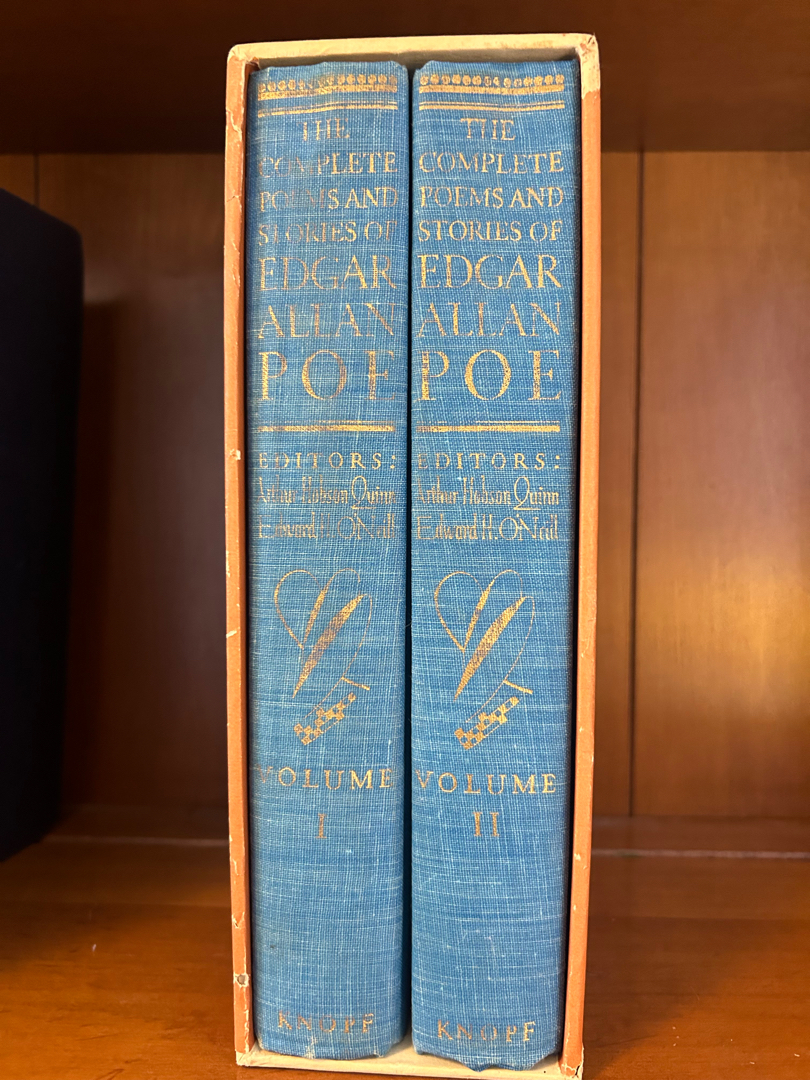 THE
COMPLETE
POEMS AND
STORIES OF
EDGAR
ALLAN
POE
EDITORS:
Arthur Hobson Quinn
Edward H. O'Neill
VOLUME
I
KNOPF
THE
COMPLETE
POEMS AND
STORIES OF
EDGAR
ALLAN
POE
EDITORS:
Arthur Hobson Quinn
Edward H. O'Neill
VOLUME
II
KNOPF